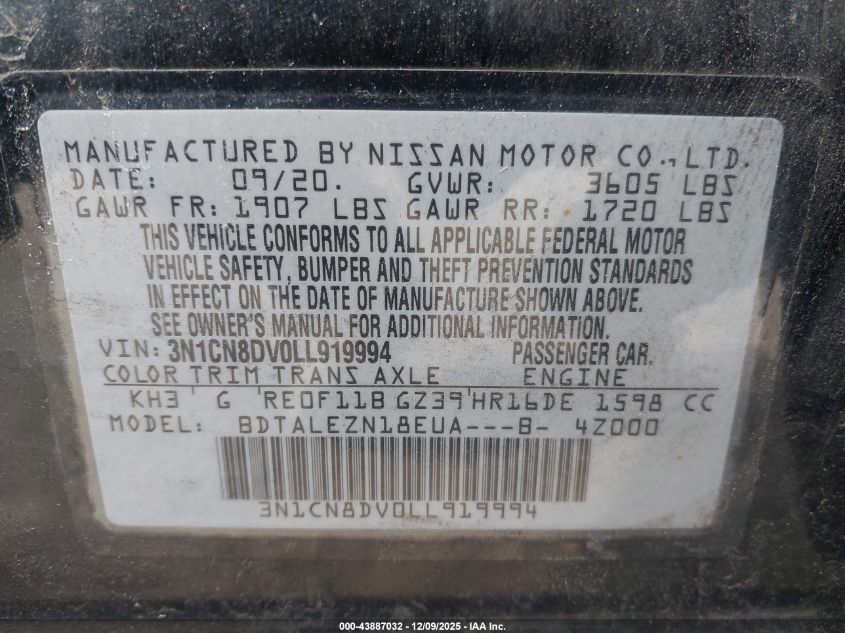 MANUFACTURED BY NISSAN MOTOR CO., LTD.
DATE: 09/20. GVWR: 3605 LBS
GAWR FR: 1907 LBS GAWR RR: 1720 LBS
THIS VEHICLE CONFORMS TO ALL APPLICABLE FEDERAL MOTOR
VEHICLE SAFETY, BUMPER AND THEFT PREVENTION STANDARDS
IN EFFECT ON THE DATE OF MANUFACTURE SHOWN ABOVE.
SEE OWNER'S MANUAL FOR ADDITIONAL INFORMATION.
VIN: 3N1CN8DV0LL919994 PASSENGER CAR.
COLOR TRIM TRANS AXLE ENGINE
KH3 G RE0F11B GZ39 HR16DE 1598 CC
MODEL: BDTALEZN18EUA---B- 4Z000
3N1CN8DV0LL919994
000-43887032 - 12/09/2025 - IAA Inc.